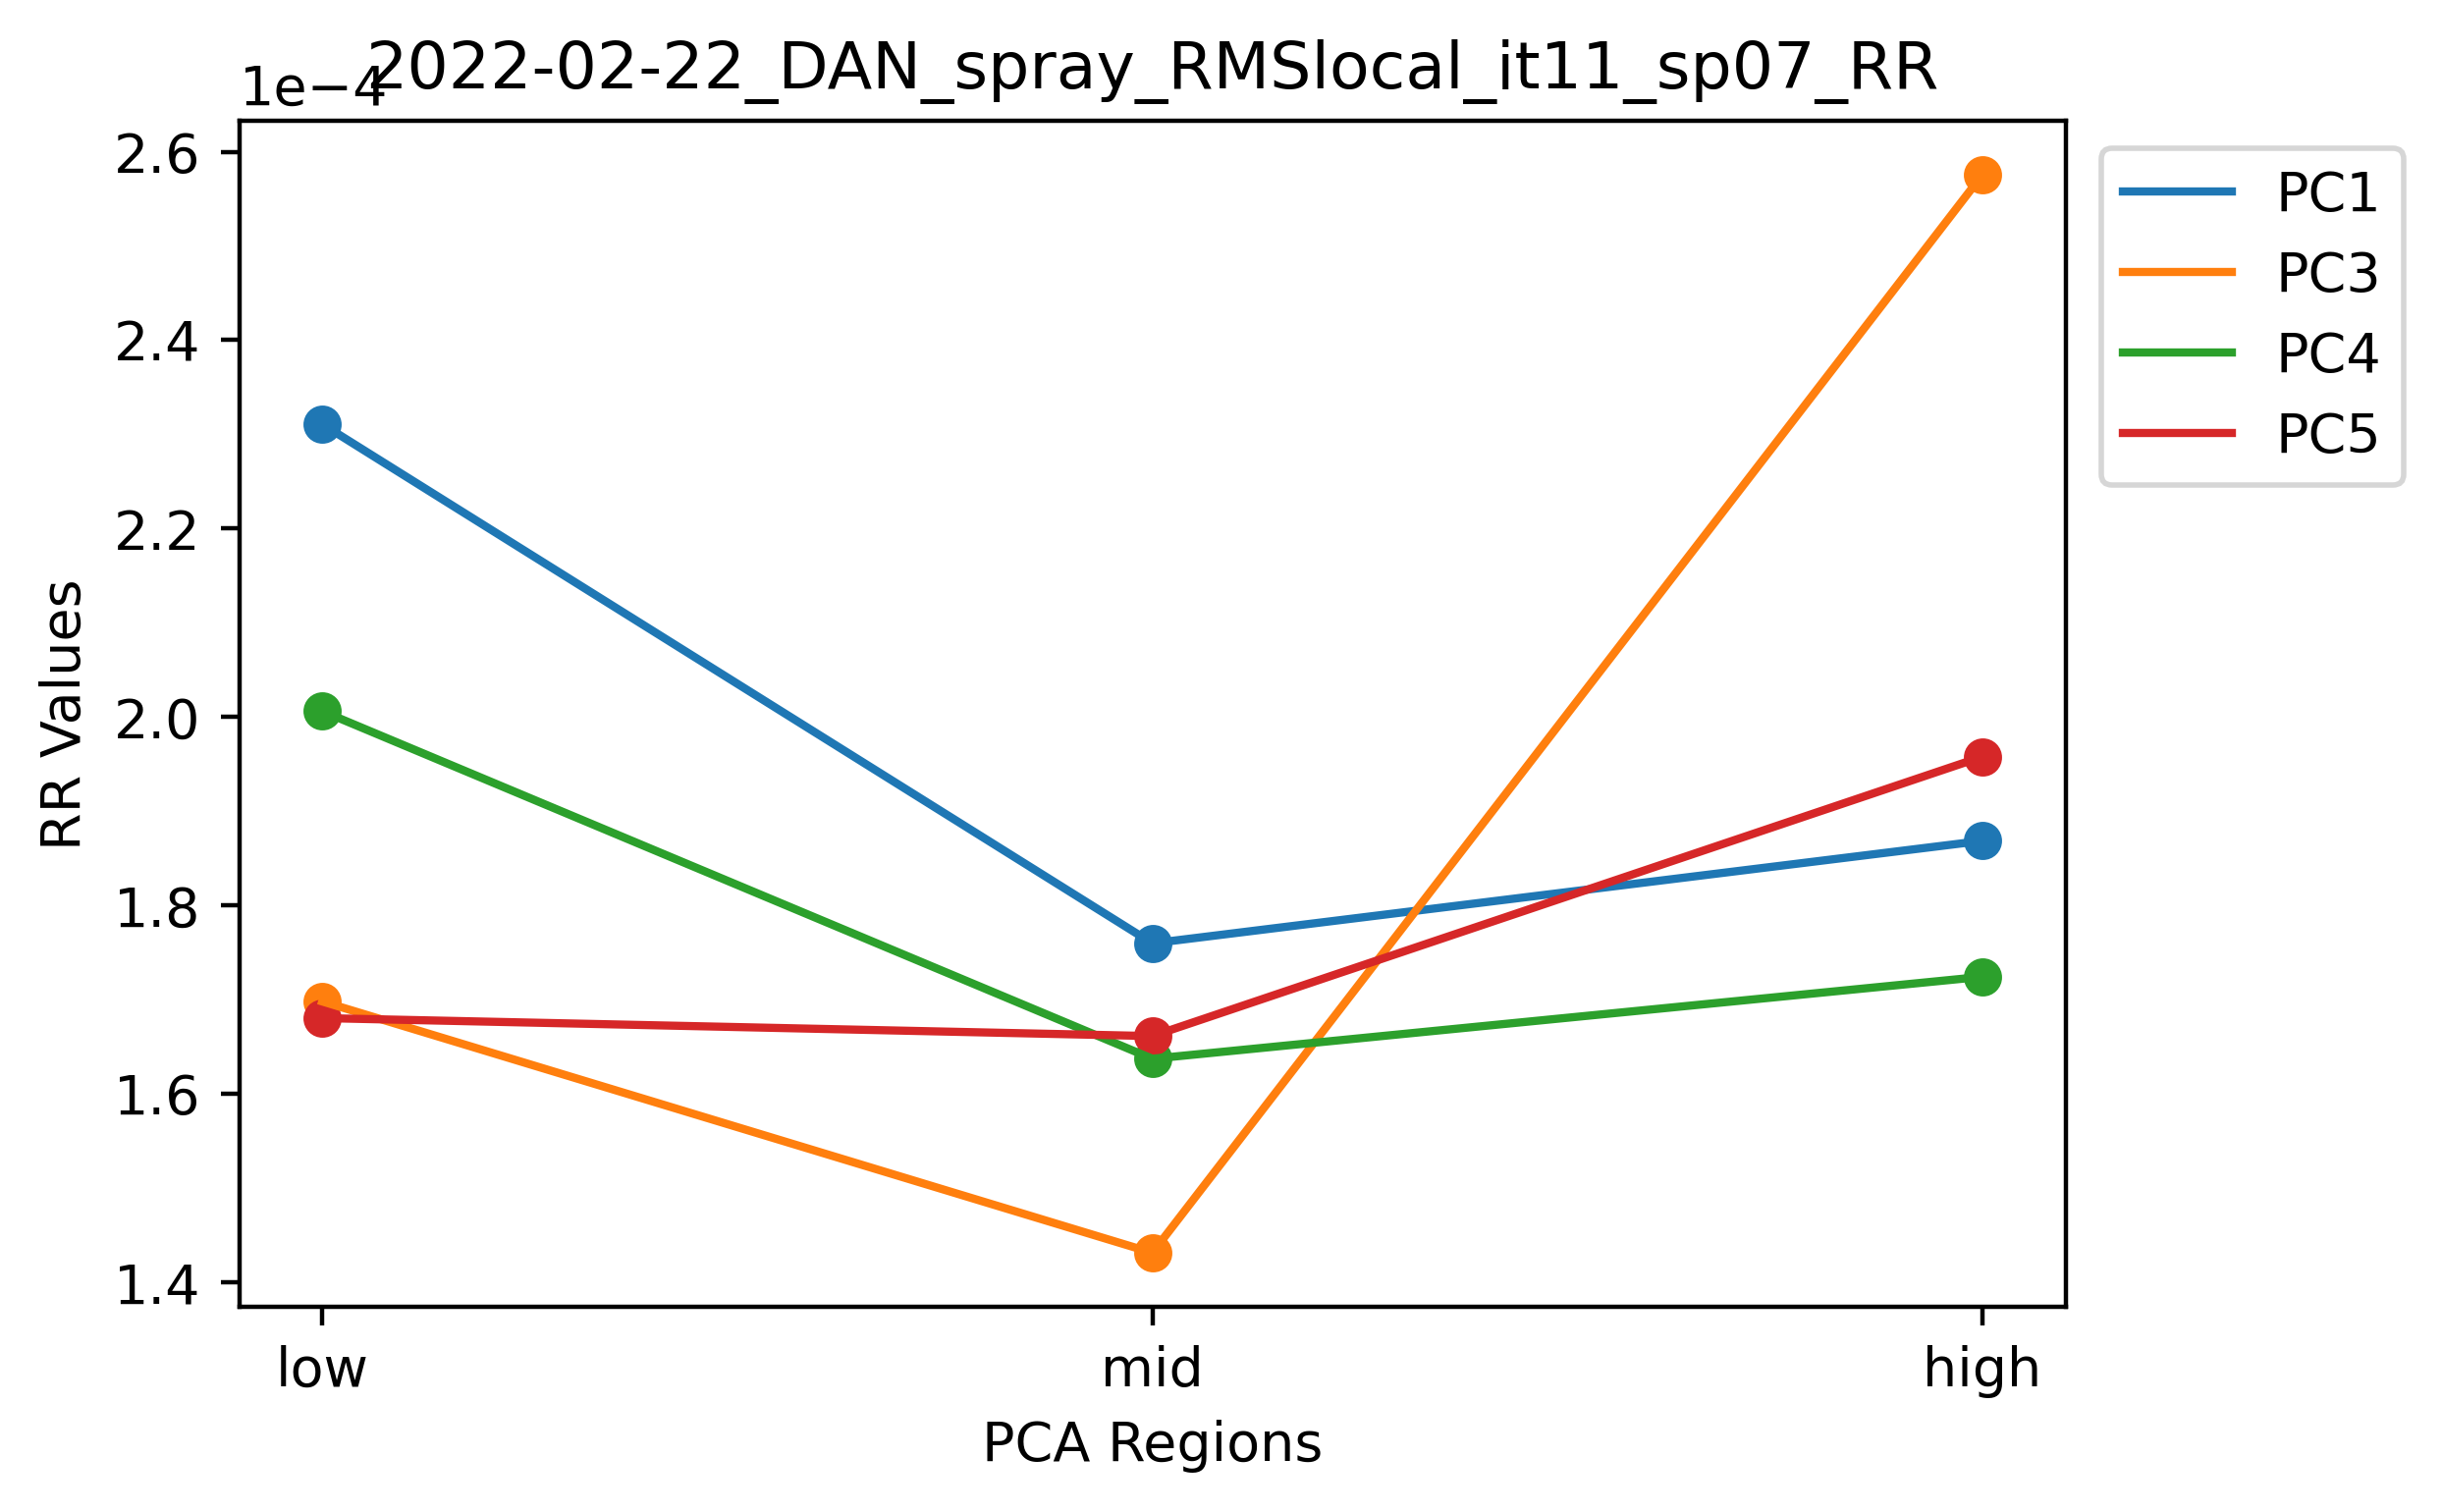 2022-02-22_DAN_spray_RMSlocal_it11_sp07_RR
1e−4
2.6
2.4
2.2
2.0
1.8
1.6
1.4
RR Values
low mid high
PCA Regions
PC1
PC3
PC4
PC5